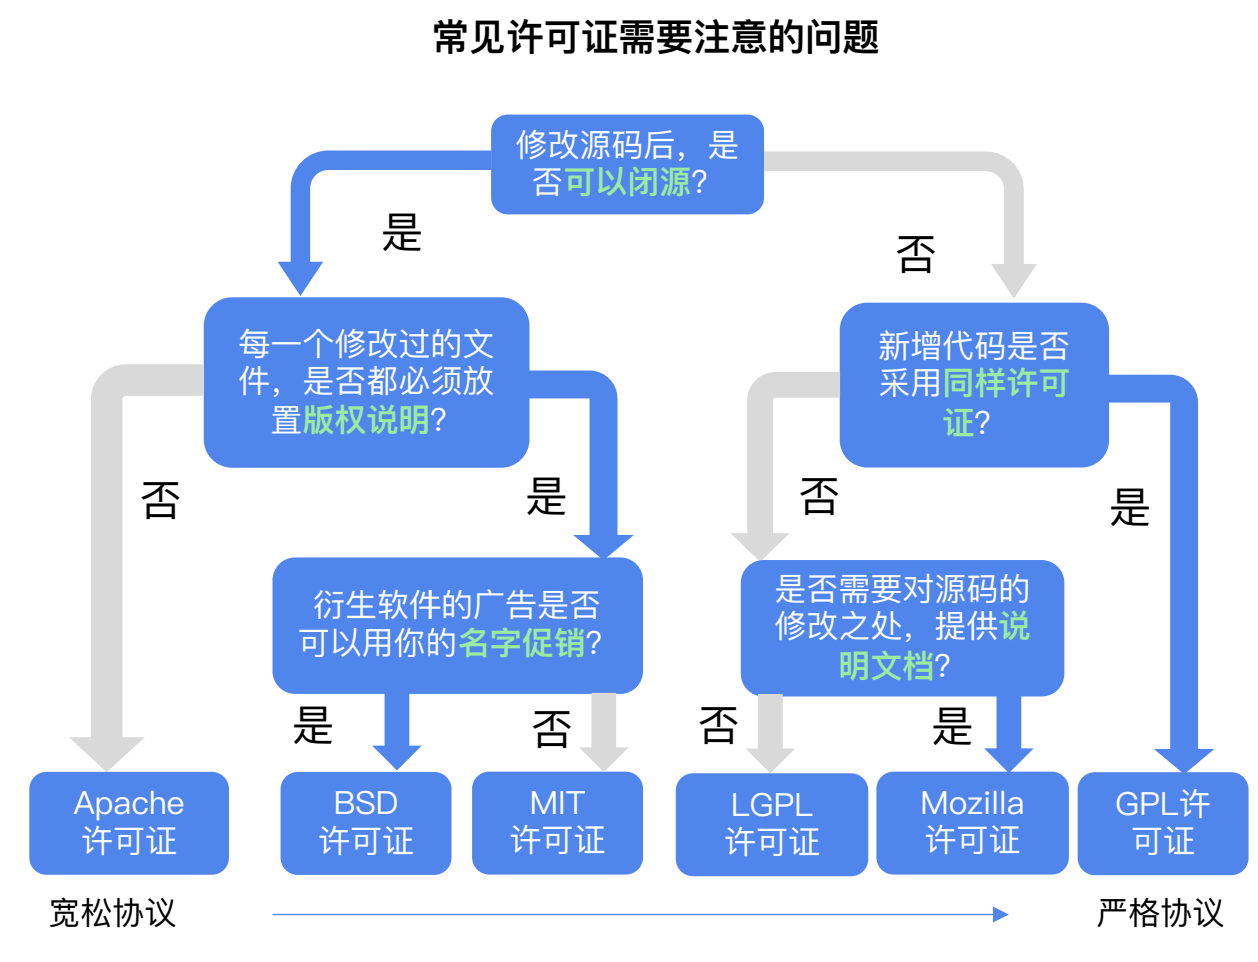 常见许可证需要注意的问题
修改源码后，是
否可以闭源？
是
否
每一个修改过的文
件，是否都必须放
置版权说明？
新增代码是否
采用同样许可
证？
否
是
否
是
衍生软件的广告是否
可以用你的名字促销？
是否需要对源码的
修改之处，提供说
明文档？
是
否
否
是
Apache
许可证
BSD
许可证
MIT
许可证
LGPL
许可证
Mozilla
许可证
GPL许
可证
宽松协议
严格协议